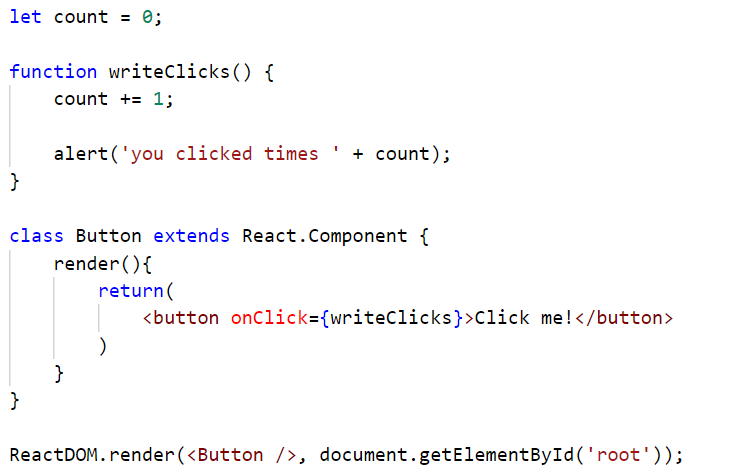 let count = 0;
function writeClicks() {
count += 1;
alert('you clicked times ' + count);
}
class Button extends React.Component {
render(){
return(
<button onClick={writeClicks}>Click me!</button>
)
}
}
ReactDOM.render(<Button />, document.getElementById('root'));